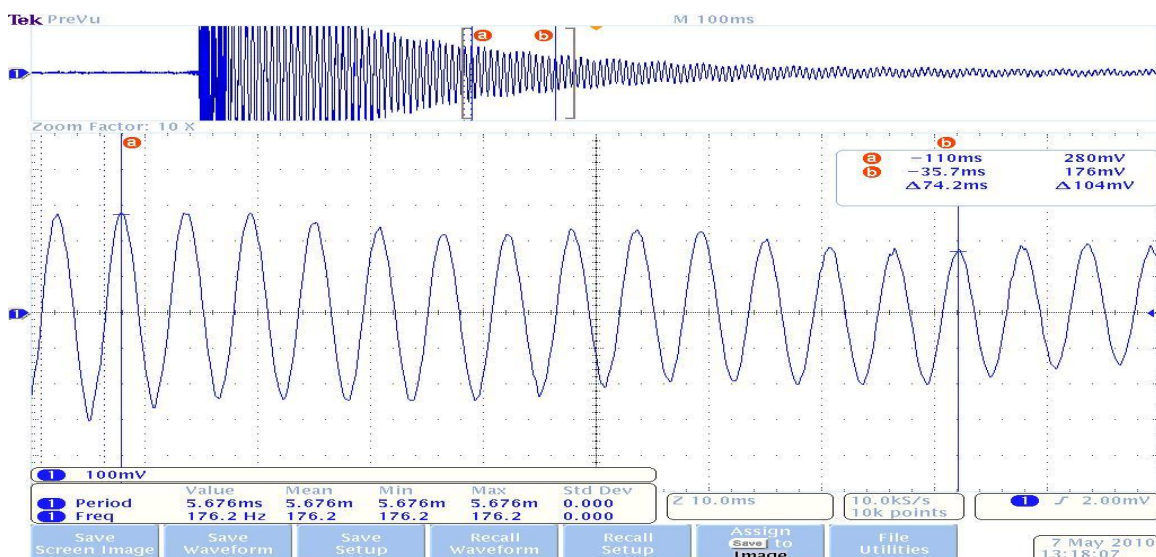 Tek PreVu M 100ms
a b
1
Zoom Factor: 10 X
a b
a −110ms 280mV
b −35.7ms 176mV
Δ74.2ms Δ104mV
1
1 100mV
Value Mean Min Max Std Dev
1 Period 5.676ms 5.676m 5.676m 5.676m 0.000
1 Freq 176.2 Hz 176.2 176.2 176.2 0.000
Z 10.0ms
10.0kS/s
10k points
1 2.00mV
Save Screen Image
Save Waveform
Save Setup
Recall Waveform
Recall Setup
Assign Save to Image
File Utilities
7 May 2010
13:18:07